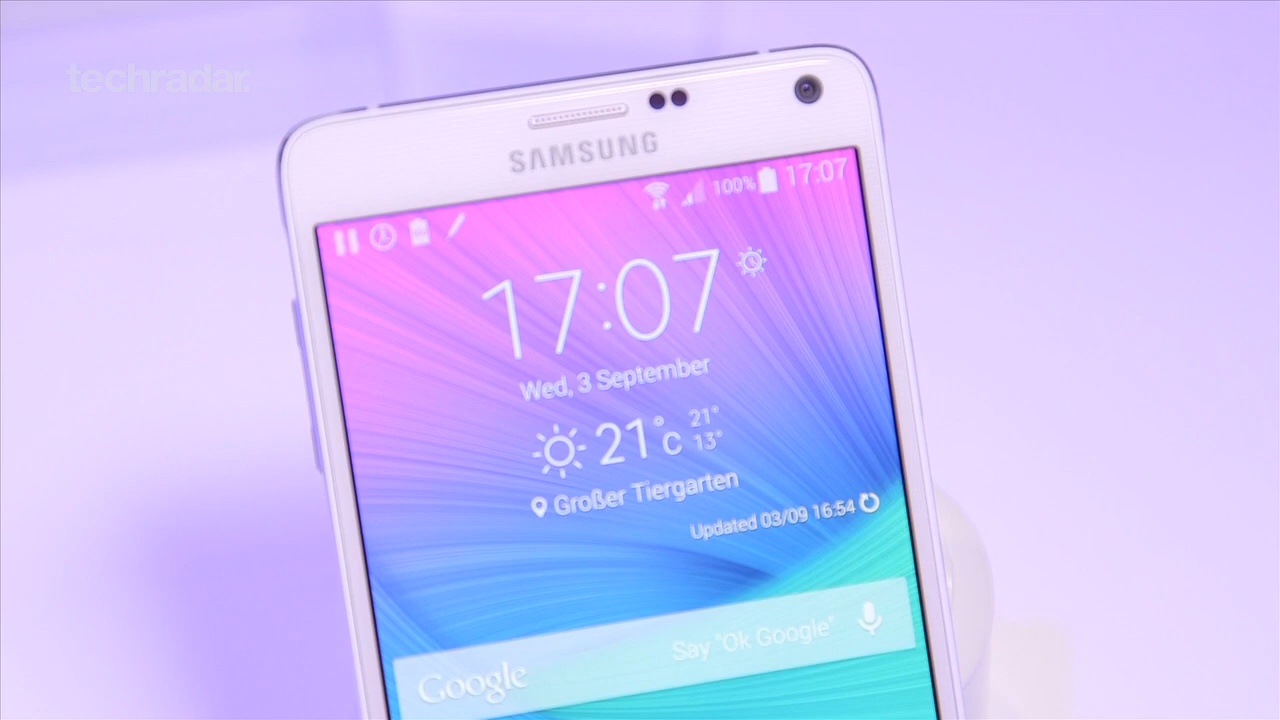 techradar.
SAMSUNG
100% 17:07
17:07
Wed, 3 September
21°C 21° 13°
Großer Tiergarten
Updated 03/09 16:54
Google Say "Ok Google"